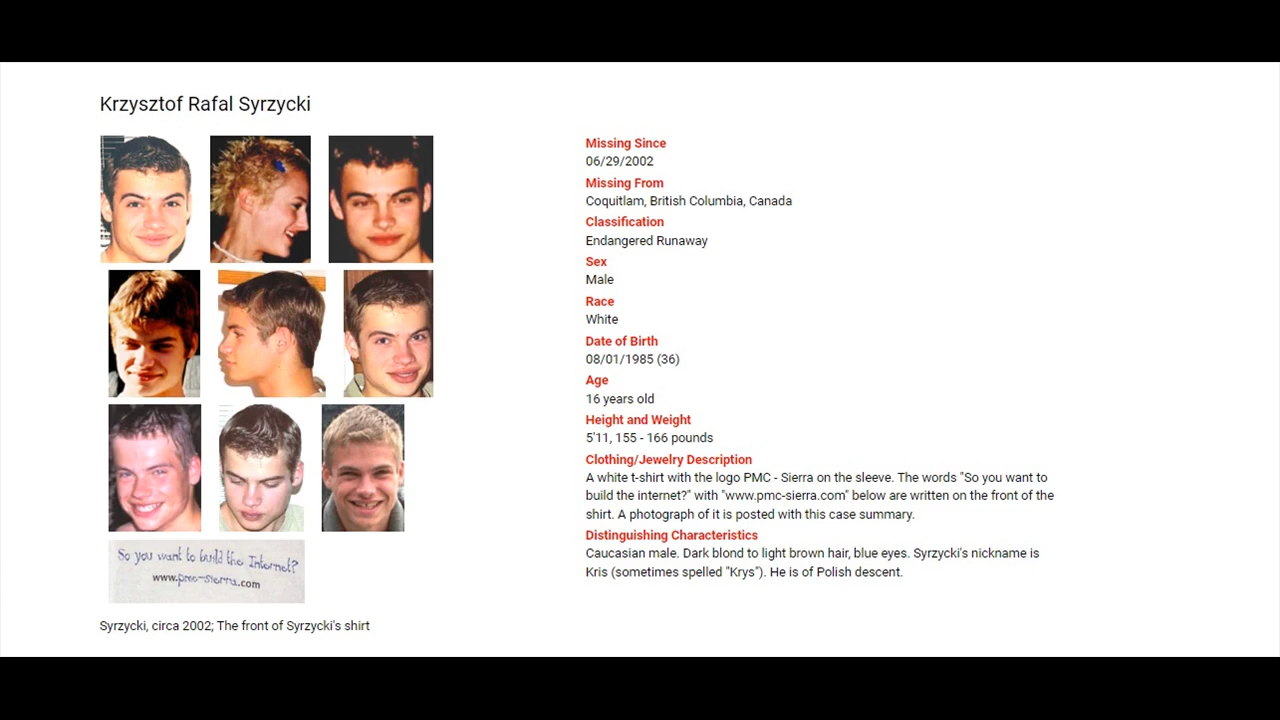 Krzysztof Rafal Syrzycki
So you want to build the Internet?
www.pmc-sierra.com
Syrzycki, circa 2002; The front of Syrzycki's shirt
Missing Since
06/29/2002
Missing From
Coquitlam, British Columbia, Canada
Classification
Endangered Runaway
Sex
Male
Race
White
Date of Birth
08/01/1985 (36)
Age
16 years old
Height and Weight
5'11, 155 - 166 pounds
Clothing/Jewelry Description
A white t-shirt with the logo PMC - Sierra on the sleeve. The words "So you want to
build the internet?" with "www.pmc-sierra.com" below are written on the front of the
shirt. A photograph of it is posted with this case summary.
Distinguishing Characteristics
Caucasian male. Dark blond to light brown hair, blue eyes. Syrzycki's nickname is
Kris (sometimes spelled "Krys"). He is of Polish descent.